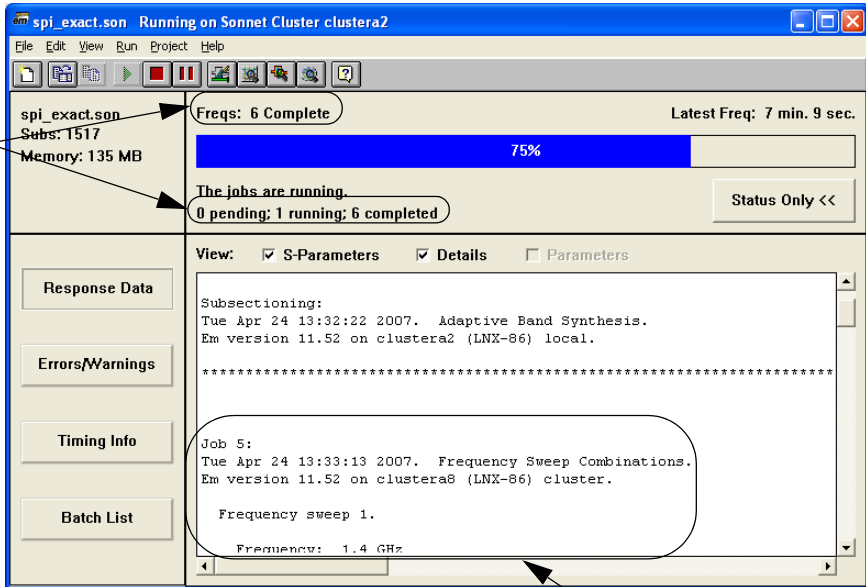 em spi_exact.son Running on Sonnet Cluster clustera2
File Edit View Run Project Help
spi_exact.son
Subs: 1517
Memory: 135 MB
Freqs: 6 Complete
Latest Freq: 7 min. 9 sec.
75%
The jobs are running.
0 pending; 1 running; 6 completed
Status Only <<
View: S-Parameters Details Parameters
Response Data
Errors/Warnings
Timing Info
Batch List
Subsectioning:
Tue Apr 24 13:32:22 2007. Adaptive Band Synthesis.
Em version 11.52 on clustera2 (LNX-86) local.
************************************************************************
Job 5:
Tue Apr 24 13:33:13 2007. Frequency Sweep Combinations.
Em version 11.52 on clustera8 (LNX-86) cluster.
Frequency sweep 1.
Frequency: 1.4 GHz